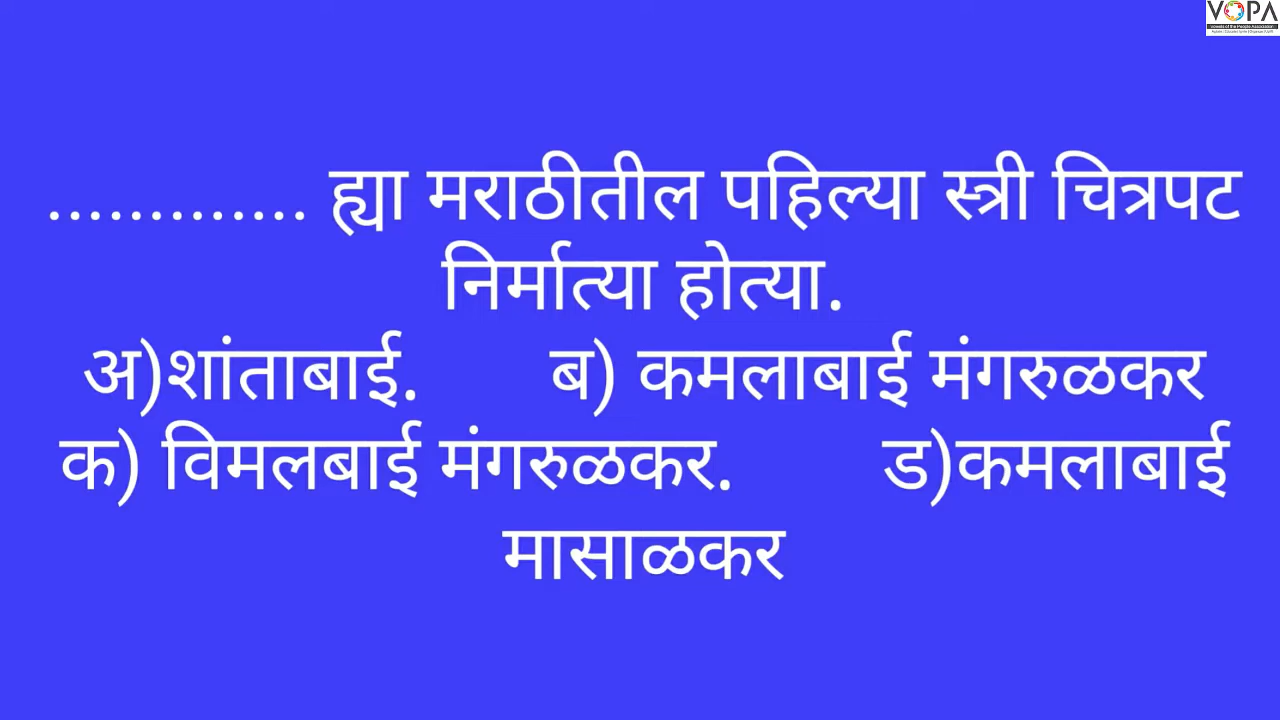 VOPA
............. ह्या मराठीतील पहिल्या स्त्री चित्रपट
निर्मात्या होत्या.
अ)शांताबाई. ब) कमलाबाई मंगरुळकर
क) विमलबाई मंगरुळकर. ड)कमलाबाई
मासाळकर